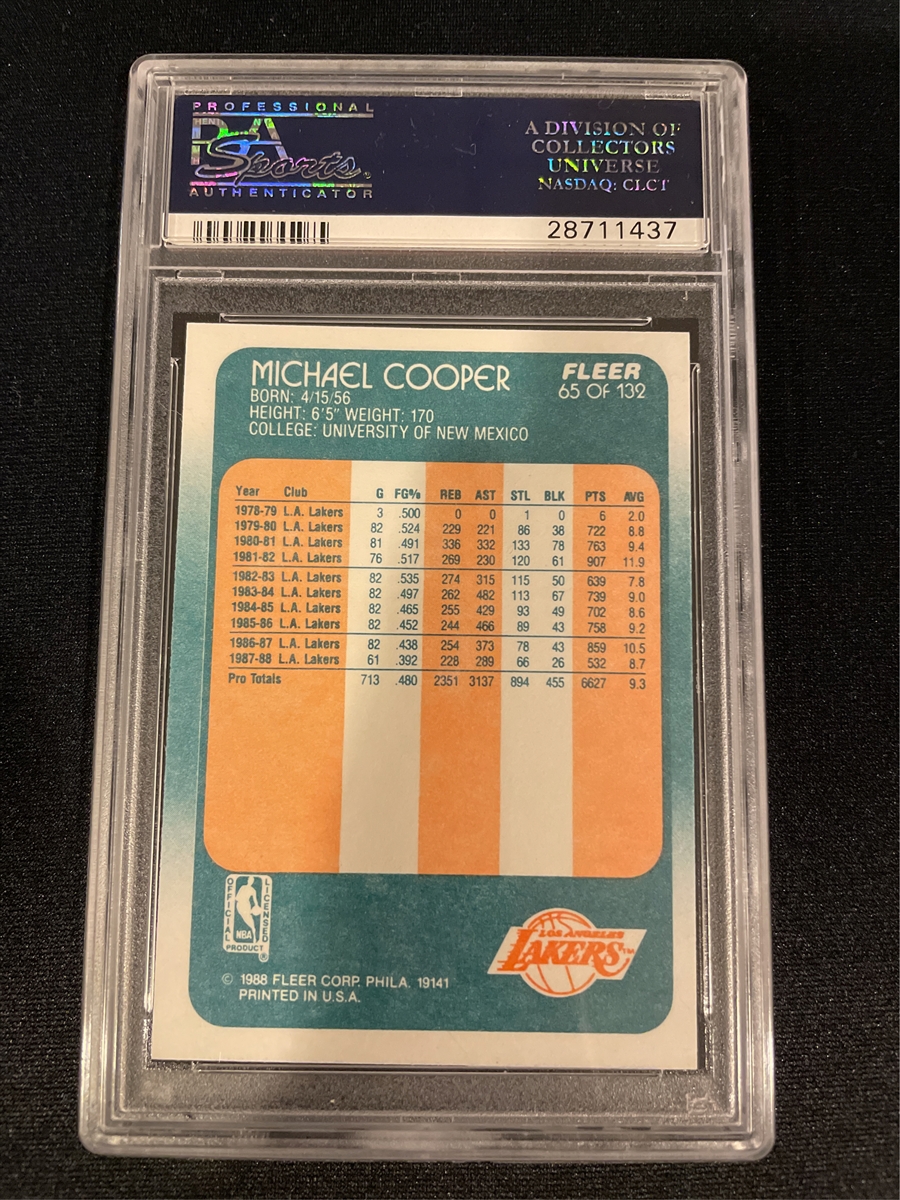 PROFESSIONAL
PSA
Sports
AUTHENTICATOR
A DIVISION OF
COLLECTORS
UNIVERSE
NASDAQ: CLCT
28711437
MICHAEL COOPER
FLEER
65 OF 132
BORN: 4/15/56
HEIGHT: 6'5" WEIGHT: 170
COLLEGE: UNIVERSITY OF NEW MEXICO
Year Club G FG% REB AST STL BLK PTS AVG
1978-79 L.A. Lakers 3 .500 0 0 1 0 6 2.0
1979-80 L.A. Lakers 82 .524 229 221 86 38 722 8.8
1980-81 L.A. Lakers 81 .491 336 332 133 78 763 9.4
1981-82 L.A. Lakers 76 .517 269 230 120 61 907 11.9
1982-83 L.A. Lakers 82 .535 274 315 115 50 639 7.8
1983-84 L.A. Lakers 82 .497 262 482 113 67 739 9.0
1984-85 L.A. Lakers 82 .465 255 429 93 49 702 8.6
1985-86 L.A. Lakers 82 .452 244 466 89 43 758 9.2
1986-87 L.A. Lakers 82 .438 254 373 78 43 859 10.5
1987-88 L.A. Lakers 61 .392 228 289 66 26 532 8.7
Pro Totals 713 .480 2351 3137 894 455 6627 9.3
OFFICIAL
LICENSED
NBA
PRODUCT ®
LOS ANGELES
LAKERS™
© 1988 FLEER CORP. PHILA. 19141
PRINTED IN U.S.A.